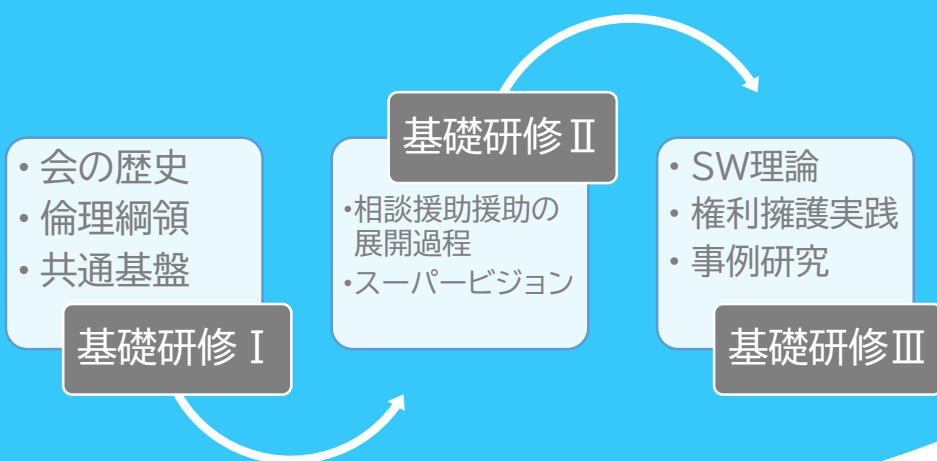 ・会の歴史
・倫理綱領
・共通基盤
基礎研修Ⅰ
基礎研修Ⅱ
・相談援助援助の
展開過程
・スーパービジョン
・SW理論
・権利擁護実践
・事例研究
基礎研修Ⅲ